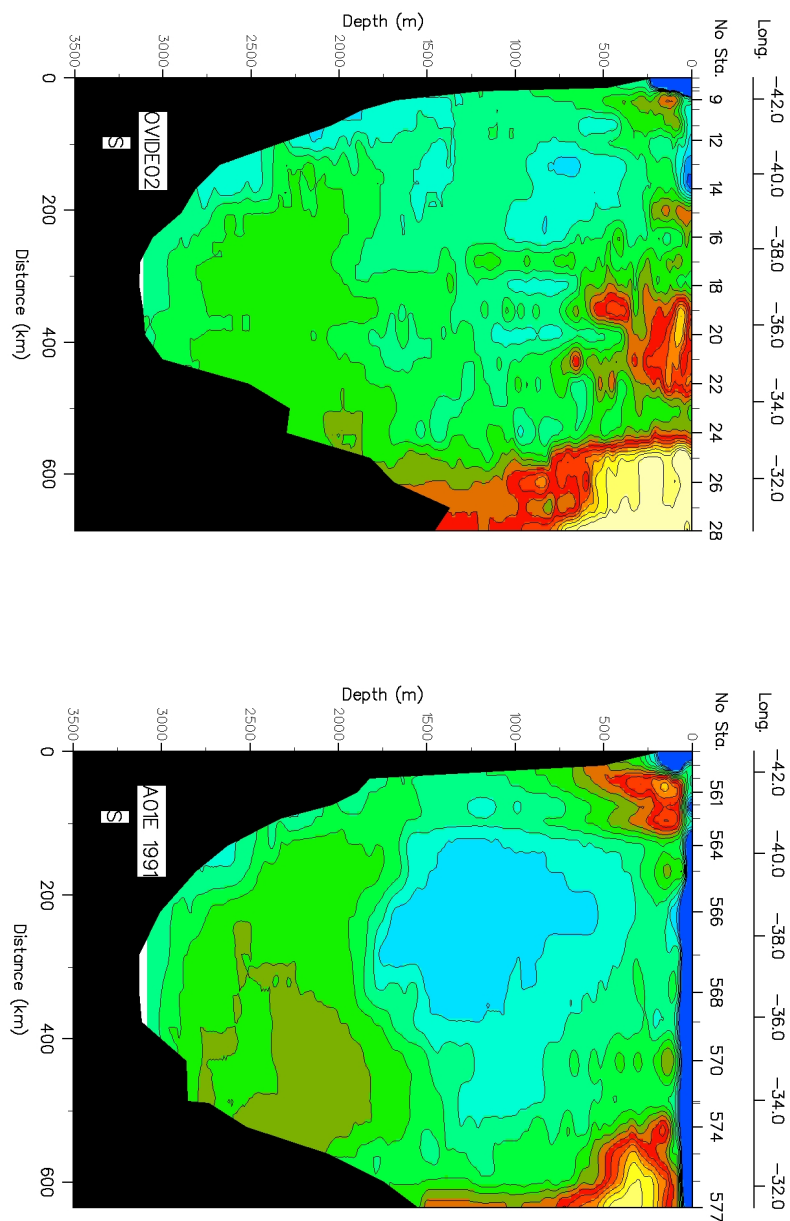 Long. -42.0 -40.0 -38.0 -36.0 -34.0 -32.0
No Sta. 9 12 14 16 18 20 22 24 26 28
Depth (m)
0
500
1000
1500
2000
2500
3000
3500
OVIDE02
S
0 200 400 600
Distance (km)
Long. -42.0 -40.0 -38.0 -36.0 -34.0 -32.0
No Sta. 561 564 566 568 570 574 577
Depth (m)
0
500
1000
1500
2000
2500
3000
3500
A01E 1991
S
0 200 400 600
Distance (km)